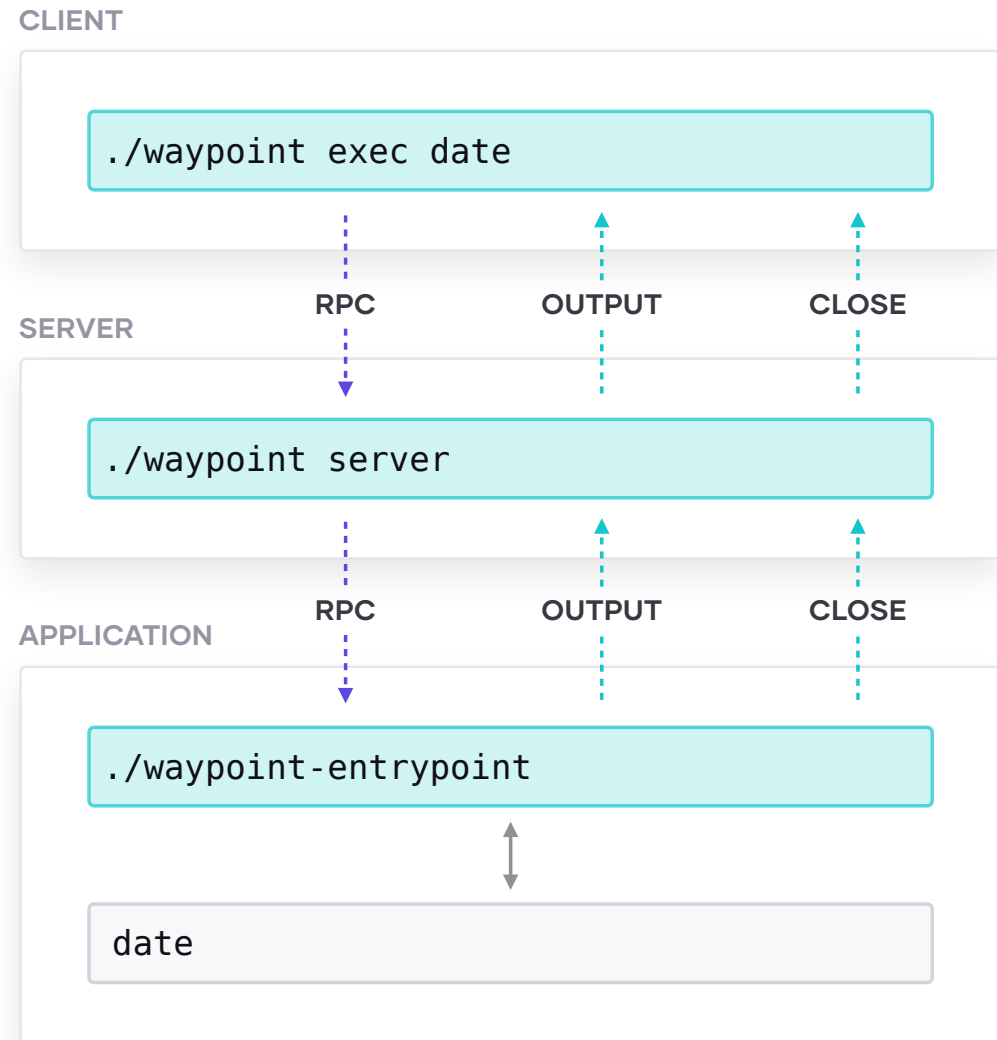 CLIENT
./waypoint exec date
RPC OUTPUT CLOSE
SERVER
./waypoint server
RPC OUTPUT CLOSE
APPLICATION
./waypoint-entrypoint
date